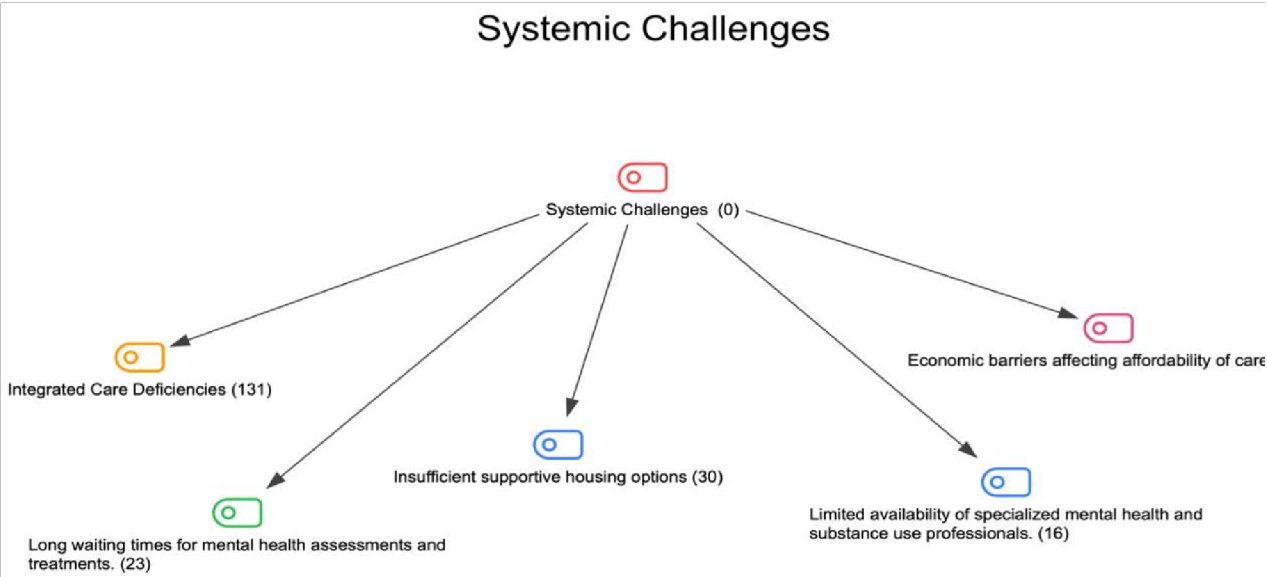 Systemic Challenges
Systemic Challenges (0)
Economic barriers affecting affordability of care
Integrated Care Deficiencies (131)
Insufficient supportive housing options (30)
Limited availability of specialized mental health and
substance use professionals. (16)
Long waiting times for mental health assessments and
treatments. (23)